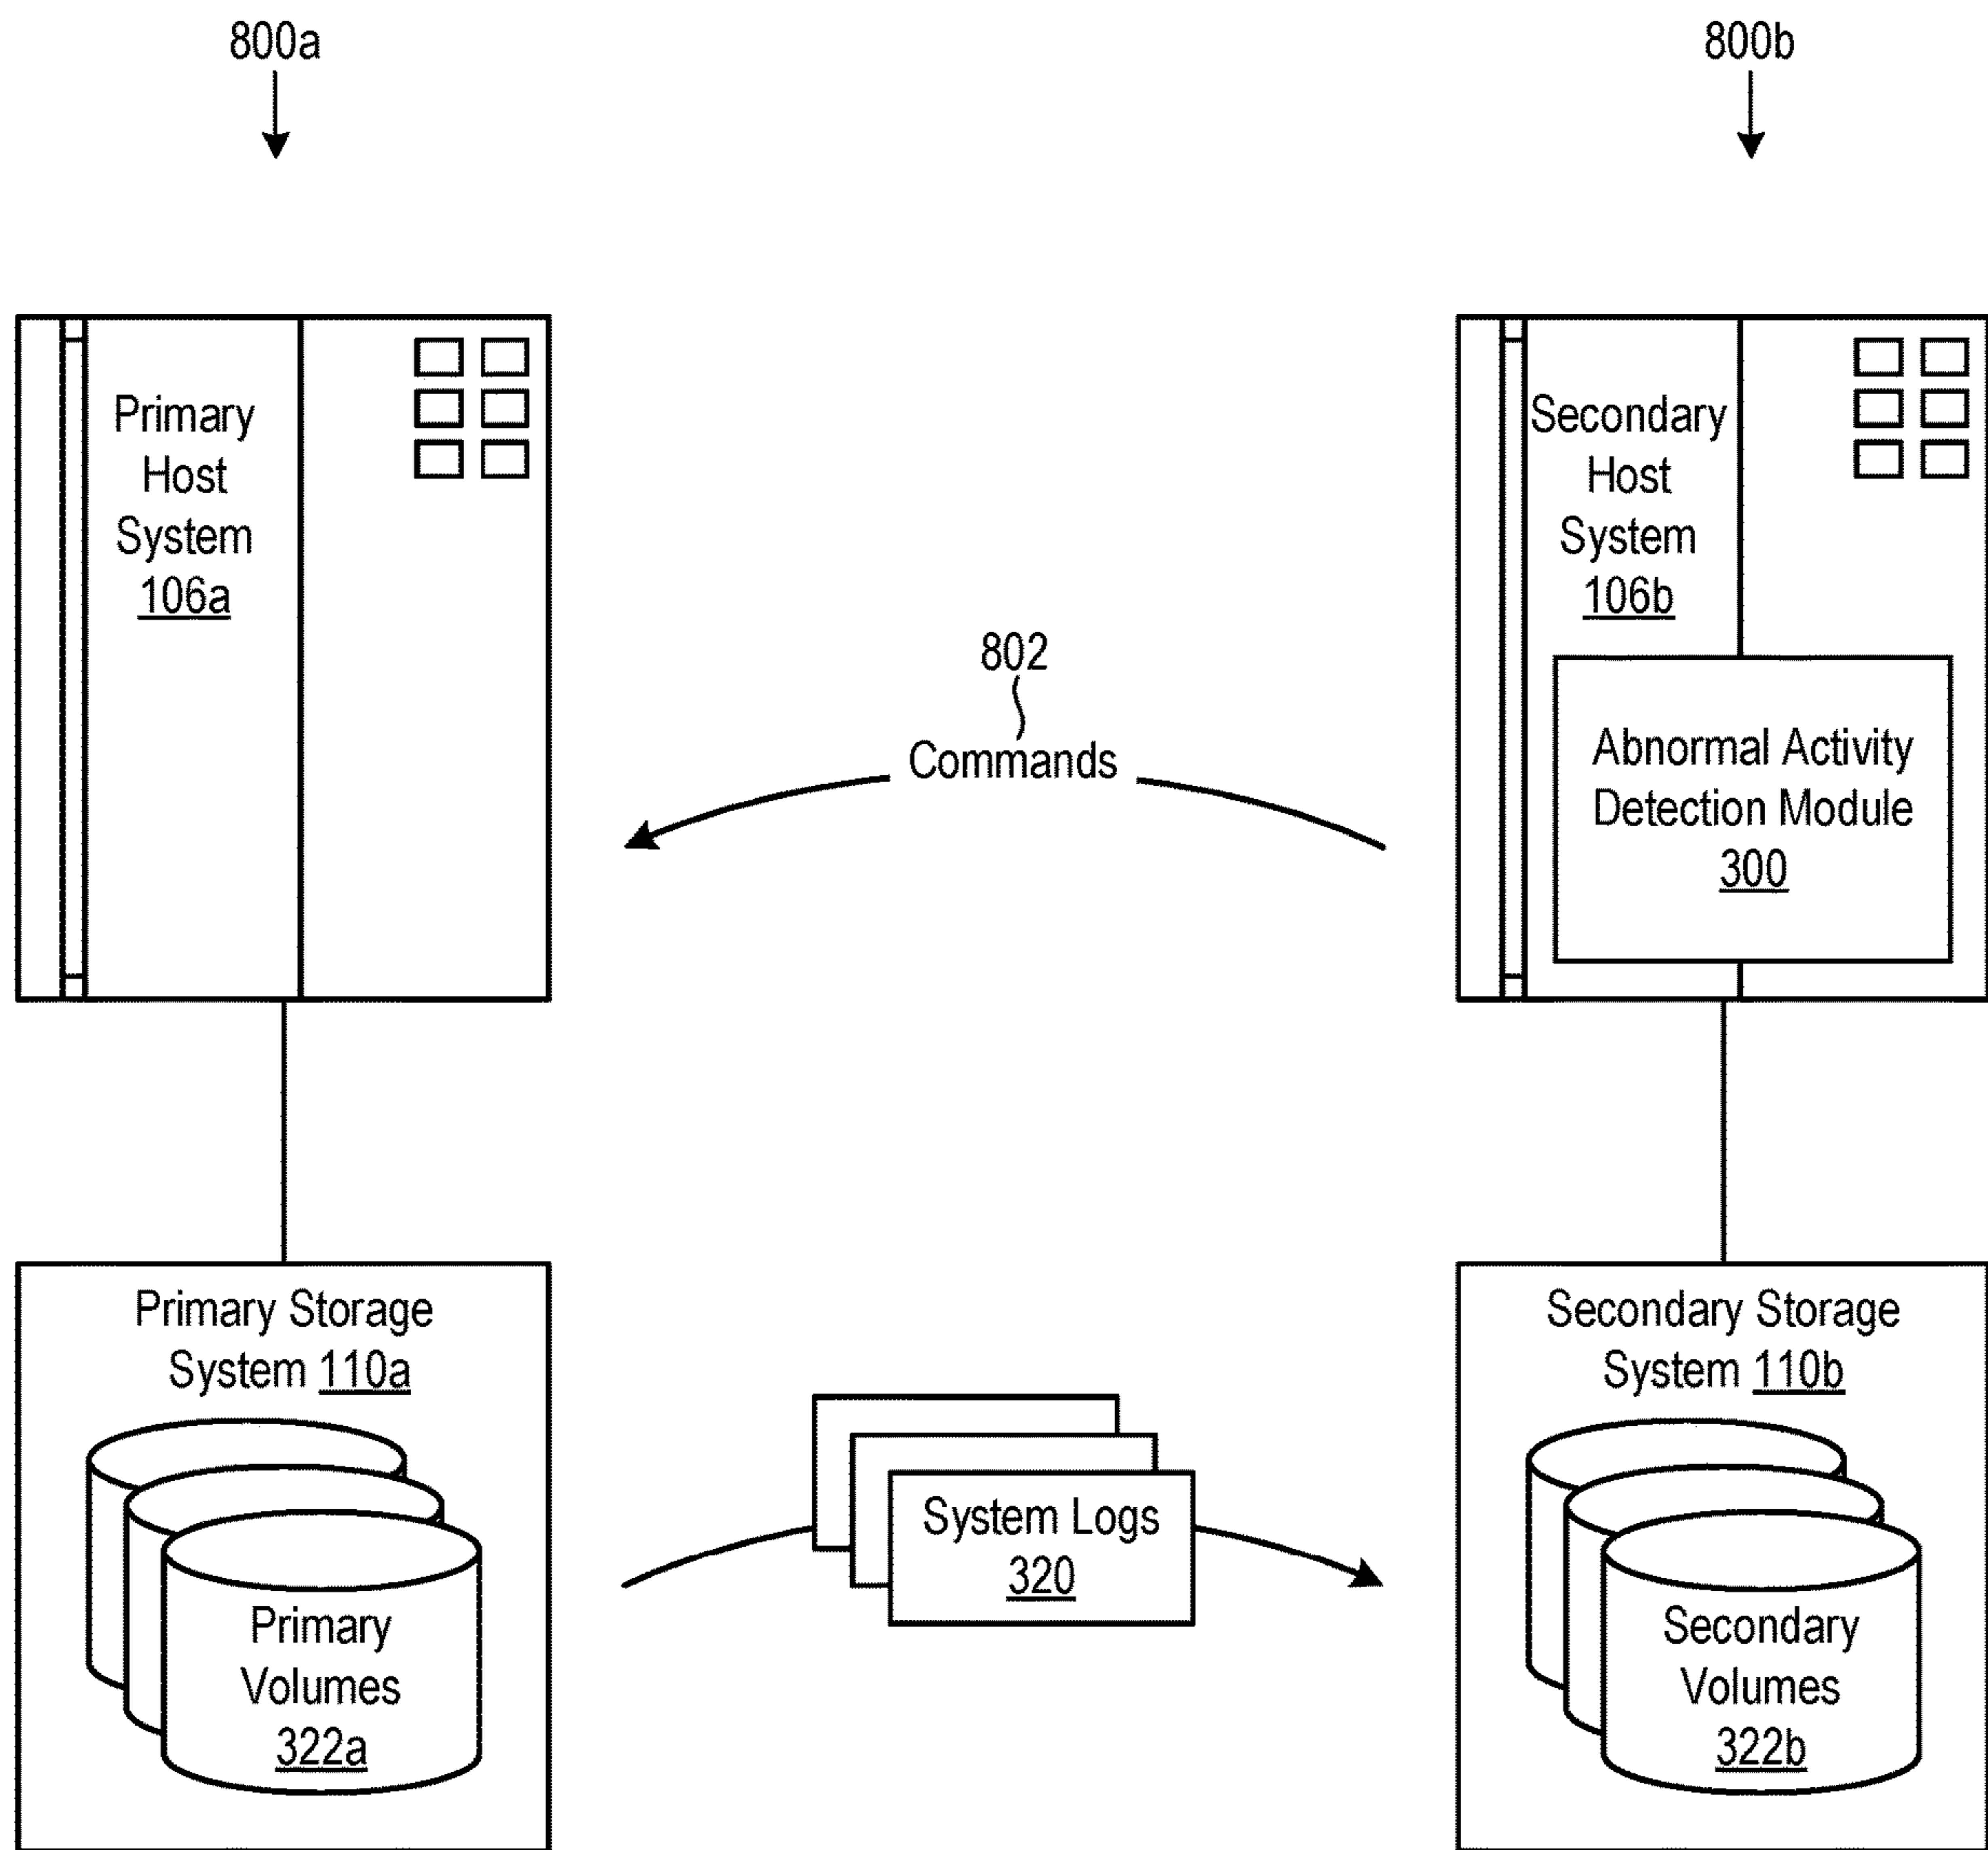 800a
800b
Primary
Host
System
106a
Secondary
Host
System
106b
802
Commands
Abnormal Activity
Detection Module
300
Primary Storage
System 110a
Primary
Volumes
322a
System Logs
320
Secondary Storage
System 110b
Secondary
Volumes
322b